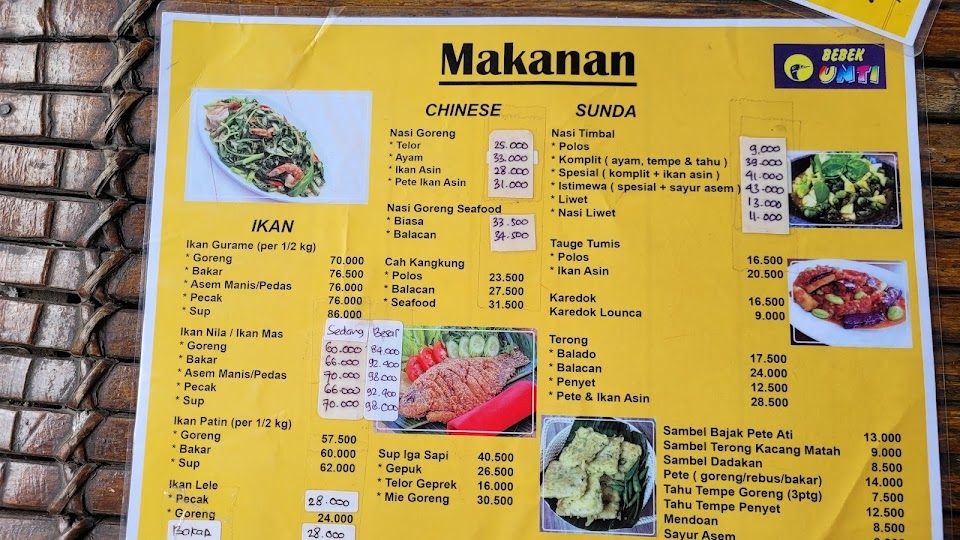 Makanan
BEBEK
UNTI
IKAN
Ikan Gurame (per 1/2 kg)
* Goreng 70.000
* Bakar 76.500
* Asem Manis/Pedas 76.000
* Pecak 76.000
* Sup 86.000
Sedang Besar
Ikan Nila / Ikan Mas
* Goreng 60.000 84.000
* Bakar 66.000 92.400
* Asem Manis/Pedas 70.000 98.000
* Pecak 66.000 92.400
* Sup 70.000 98.000
Ikan Patin (per 1/2 kg)
* Goreng 57.500
* Bakar 60.000
* Sup 62.000
Ikan Lele
* Pecak 28.000
* Goreng 24.000
Bakar 28.000
CHINESE
Nasi Goreng
* Telor 25.000
* Ayam 33.000
* Ikan Asin 28.000
* Pete Ikan Asin 31.000
Nasi Goreng Seafood
* Biasa 33.500
* Balacan 34.500
Cah Kangkung
* Polos 23.500
* Balacan 27.500
* Seafood 31.500
Sup Iga Sapi 40.500
* Gepuk 26.500
* Telor Geprek 16.000
* Mie Goreng 30.500
SUNDA
Nasi Timbal
* Polos 9.000
* Komplit ( ayam, tempe & tahu ) 39.000
* Spesial ( komplit + ikan asin ) 41.000
* Istimewa ( spesial + sayur asem ) 43.000
* Liwet 13.000
* Nasi Liwet 11.000
Tauge Tumis
* Polos 16.500
* Ikan Asin 20.500
Karedok 16.500
Karedok Lounca 9.000
Terong
* Balado 17.500
* Balacan 24.000
* Penyet 12.500
* Pete & Ikan Asin 28.500
Sambel Bajak Pete Ati 13.000
Sambel Terong Kacang Matah 9.000
Sambel Dadakan 8.500
Pete ( goreng/rebus/bakar) 14.000
Tahu Tempe Goreng (3ptg) 7.500
Tahu Tempe Penyet 12.500
Mendoan 8.500
Sayur Asem